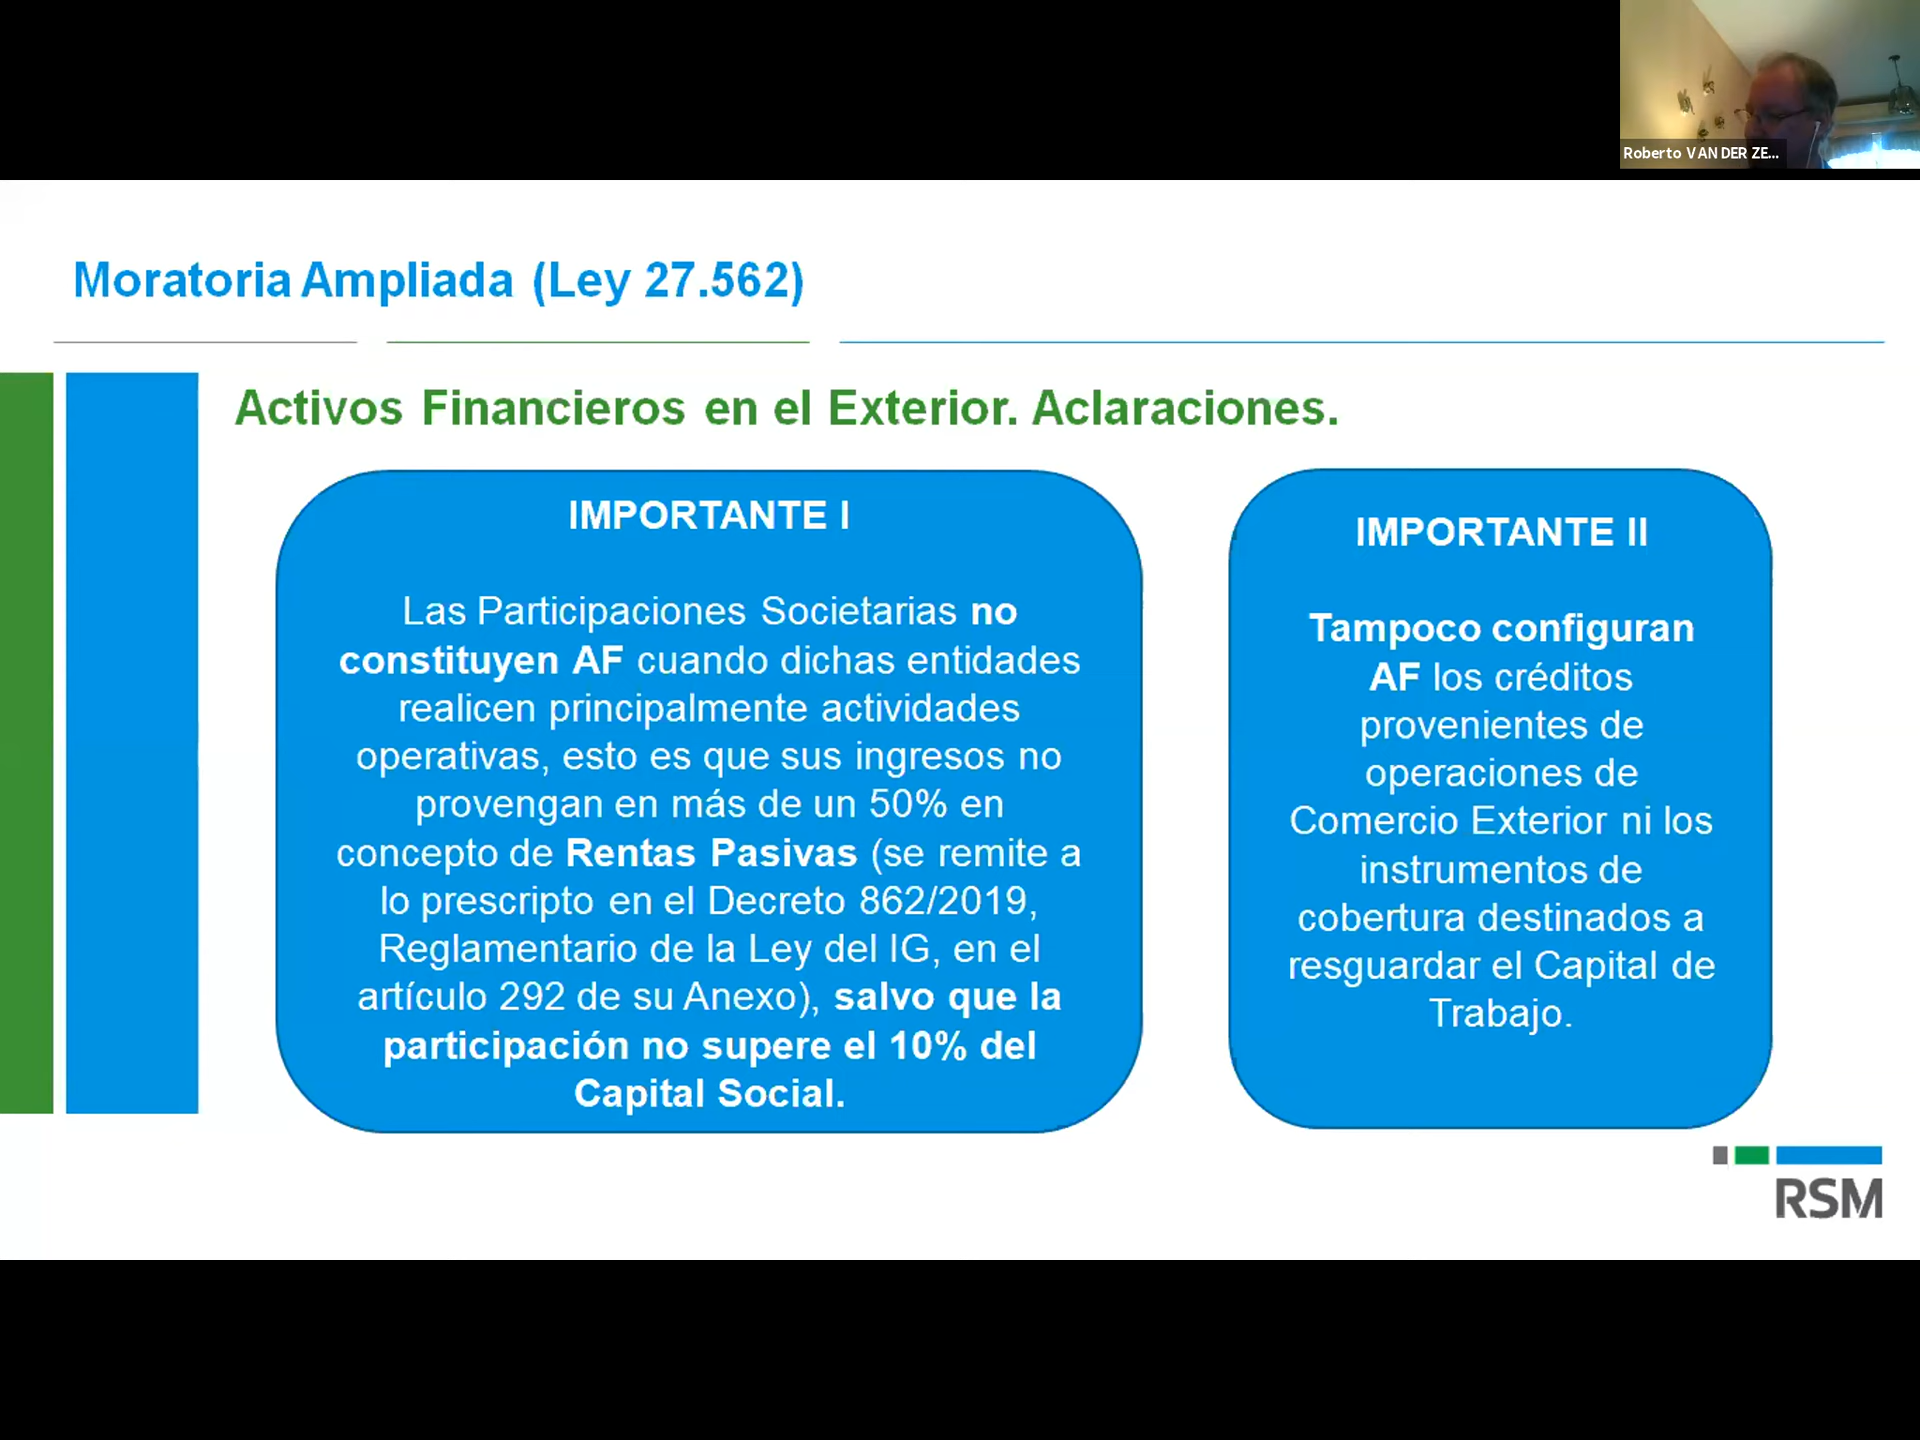 Roberto VAN DER ZE...
Moratoria Ampliada (Ley 27.562)
Activos Financieros en el Exterior. Aclaraciones.
IMPORTANTE I
Las Participaciones Societarias no
constituyen AF cuando dichas entidades
realicen principalmente actividades
operativas, esto es que sus ingresos no
provengan en más de un 50% en
concepto de Rentas Pasivas (se remite a
lo prescripto en el Decreto 862/2019,
Reglamentario de la Ley del IG, en el
artículo 292 de su Anexo), salvo que la
participación no supere el 10% del
Capital Social.
IMPORTANTE II
Tampoco configuran
AF los créditos
provenientes de
operaciones de
Comercio Exterior ni los
instrumentos de
cobertura destinados a
resguardar el Capital de
Trabajo.
RSM